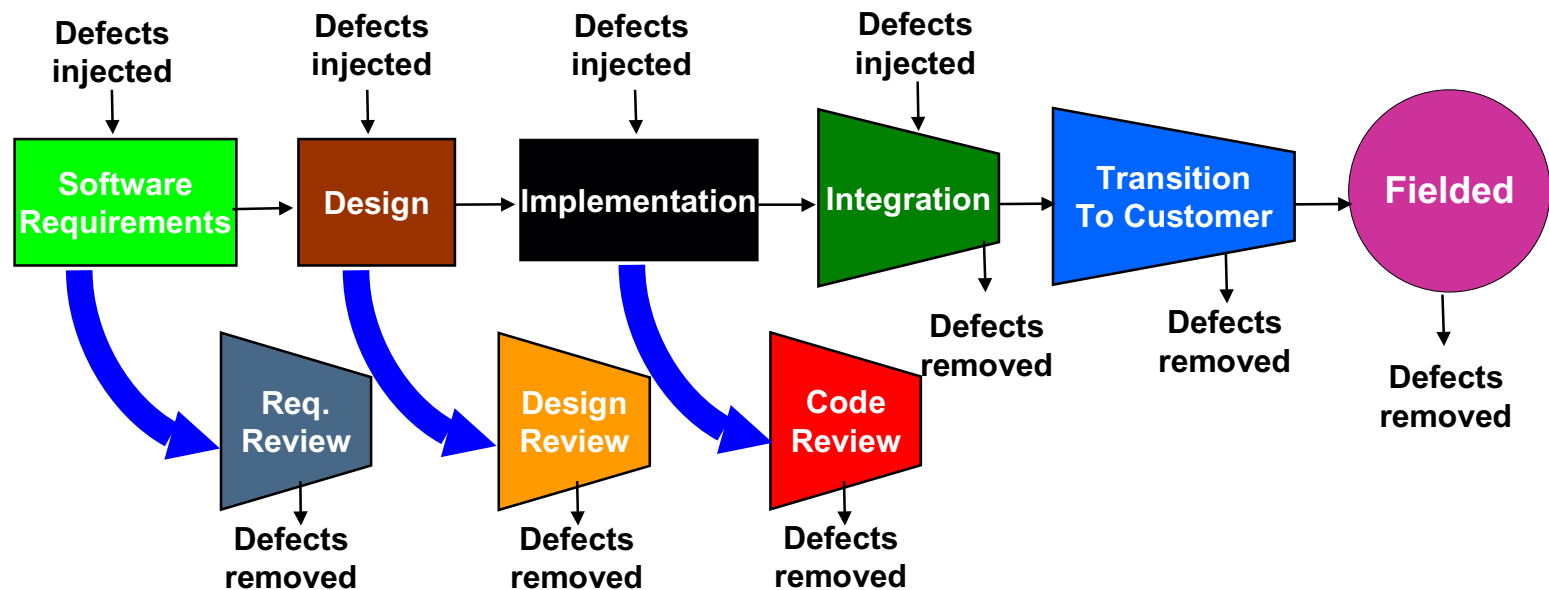 Defects
injected
Defects
injected
Defects
injected
Defects
injected
Software
Requirements
Design
Implementation
Integration
Transition
To Customer
Fielded
Defects
removed
Defects
removed
Defects
removed
Req.
Review
Design
Review
Code
Review
Defects
removed
Defects
removed
Defects
removed